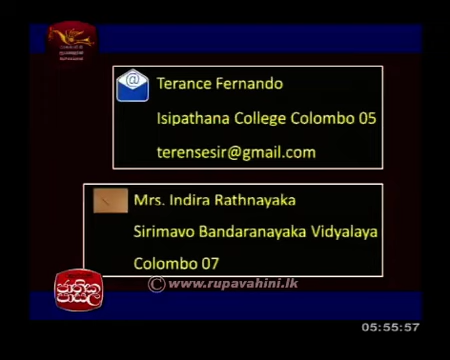 Terance Fernando
Isipathana College Colombo 05
terensesir@gmail.com
Mrs. Indira Rathnayaka
Sirimavo Bandaranayaka Vidyalaya
Colombo 07
© www.rupavahini.lk
ජාතික
පාසල
05:55:57